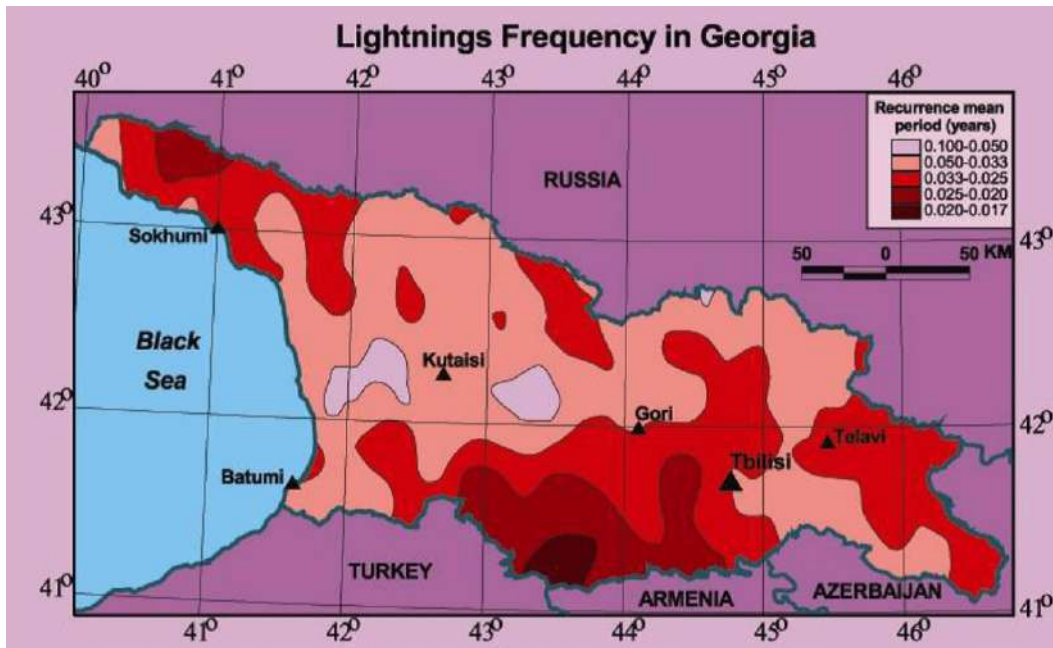 Lightnings Frequency in Georgia
40º 41º 42º 43º 44º 45º 46º
Recurrence mean
period (years)
0.100-0.050
0.050-0.033
0.033-0.025
0.025-0.020
0.020-0.017
RUSSIA
43º
43º
Sokhumi
50 0 50 KM
Black
Sea
Kutaisi
42º
42º
Gori
Telavi
Tbilisi
Batumi
TURKEY
41º
41º
ARMENIA
AZERBAIJAN
41º 42º 43º 44º 45º 46º